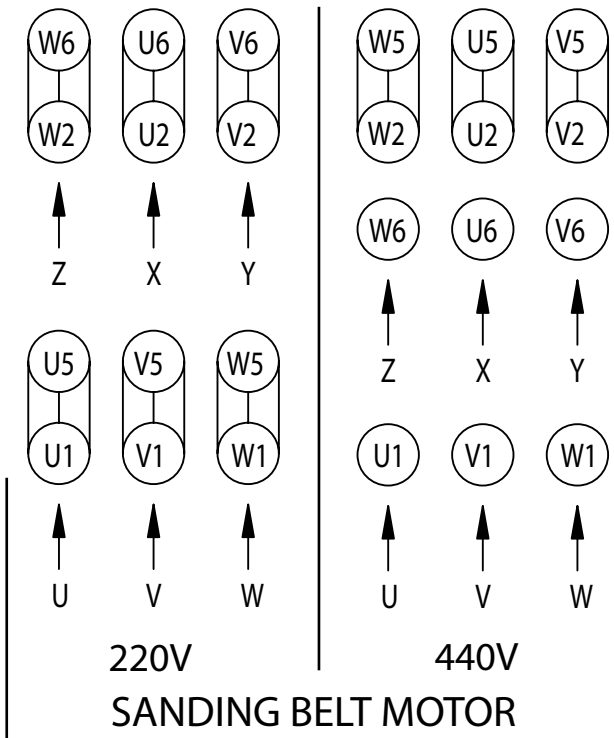 W6 U6 V6 W5 U5 V5
W2 U2 V2 W2 U2 V2
W6 U6 V6
Z X Y
U5 V5 W5 Z X Y
U1 V1 W1 U1 V1 W1
U V W U V W
220V 440V
SANDING BELT MOTOR